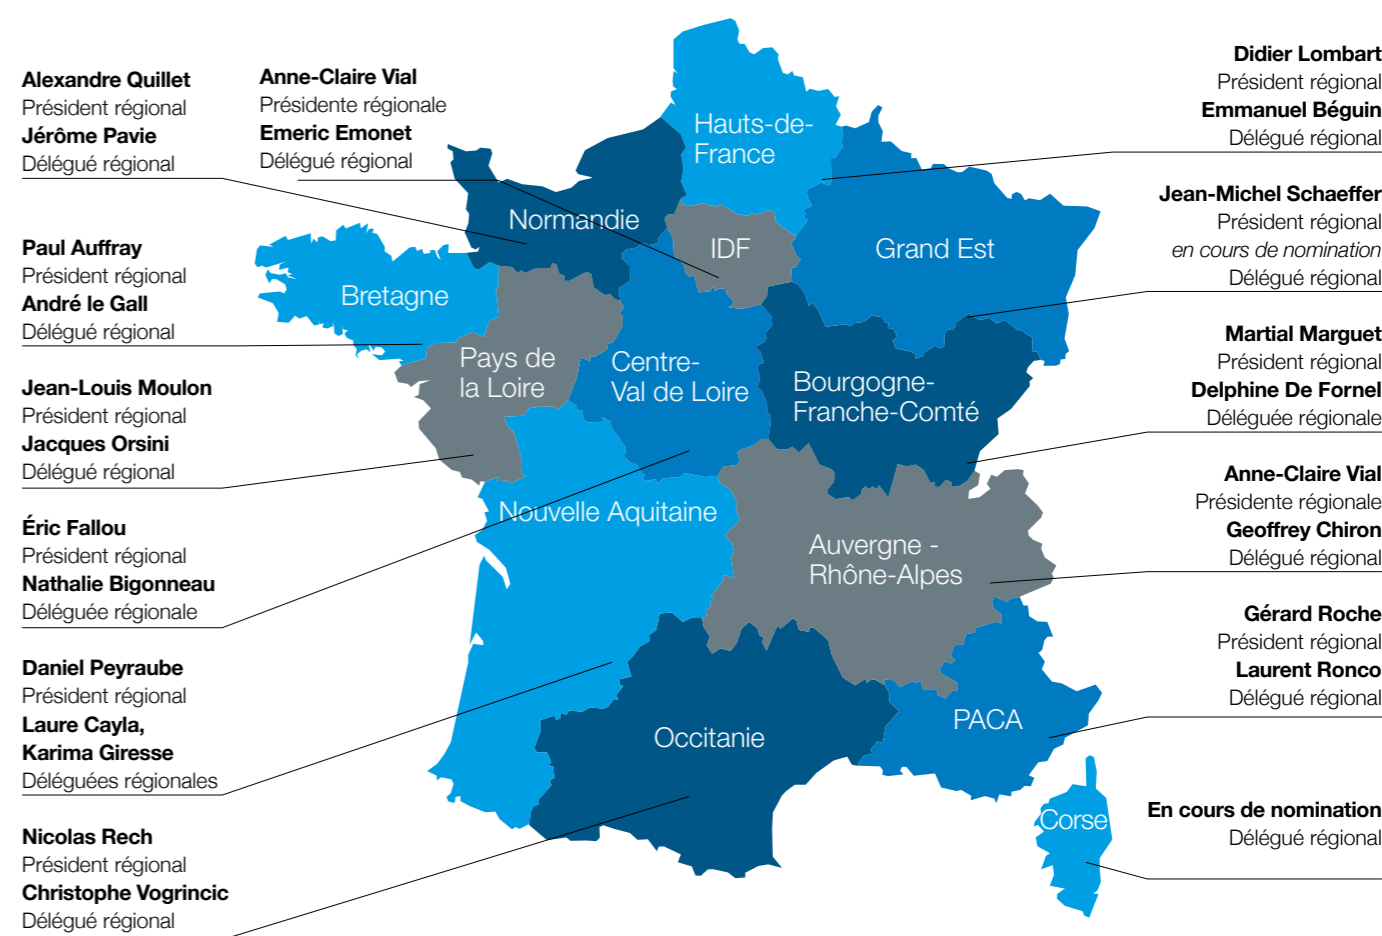 Alexandre Quillet
Président régional
Jérôme Pavie
Délégué régional
Anne-Claire Vial
Présidente régionale
Emeric Emonet
Délégué régional
Paul Auffray
Président régional
André le Gall
Délégué régional
Jean-Louis Moulon
Président régional
Jacques Orsini
Délégué régional
Éric Fallou
Président régional
Nathalie Bigonneau
Déléguée régionale
Daniel Peyraube
Président régional
Laure Cayla,
Karima Giresse
Déléguées régionales
Nicolas Rech
Président régional
Christophe Vogrincic
Délégué régional
Hauts-de-
France
Normandie
IDF
Grand Est
Bretagne
Pays de
la Loire
Centre-
Val de Loire
Bourgogne-
Franche-Comté
Nouvelle Aquitaine
Auvergne -
Rhône-Alpes
Occitanie
PACA
Corse
Didier Lombart
Président régional
Emmanuel Béguin
Délégué régional
Jean-Michel Schaeffer
Président régional
en cours de nomination
Délégué régional
Martial Marguet
Président régional
Delphine De Fornel
Déléguée régionale
Anne-Claire Vial
Présidente régionale
Geoffrey Chiron
Délégué régional
Gérard Roche
Président régional
Laurent Ronco
Délégué régional
En cours de nomination
Délégué régional